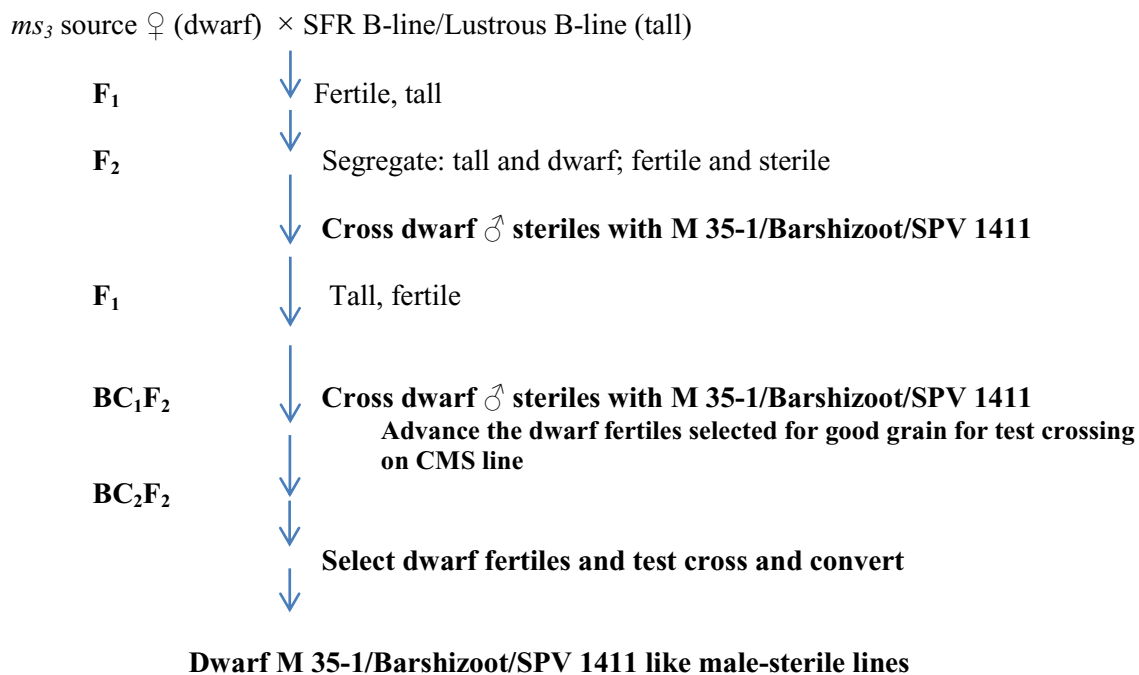 ms₃ source ♀ (dwarf) × SFR B-line/Lustrous B-line (tall)
F₁ Fertile, tall
F₂ Segregate: tall and dwarf; fertile and sterile
Cross dwarf ♂ steriles with M 35-1/Barshizoot/SPV 1411
F₁ Tall, fertile
BC₁F₂ Cross dwarf ♂ steriles with M 35-1/Barshizoot/SPV 1411
Advance the dwarf fertiles selected for good grain for test crossing
on CMS line
BC₂F₂
Select dwarf fertiles and test cross and convert
Dwarf M 35-1/Barshizoot/SPV 1411 like male-sterile lines